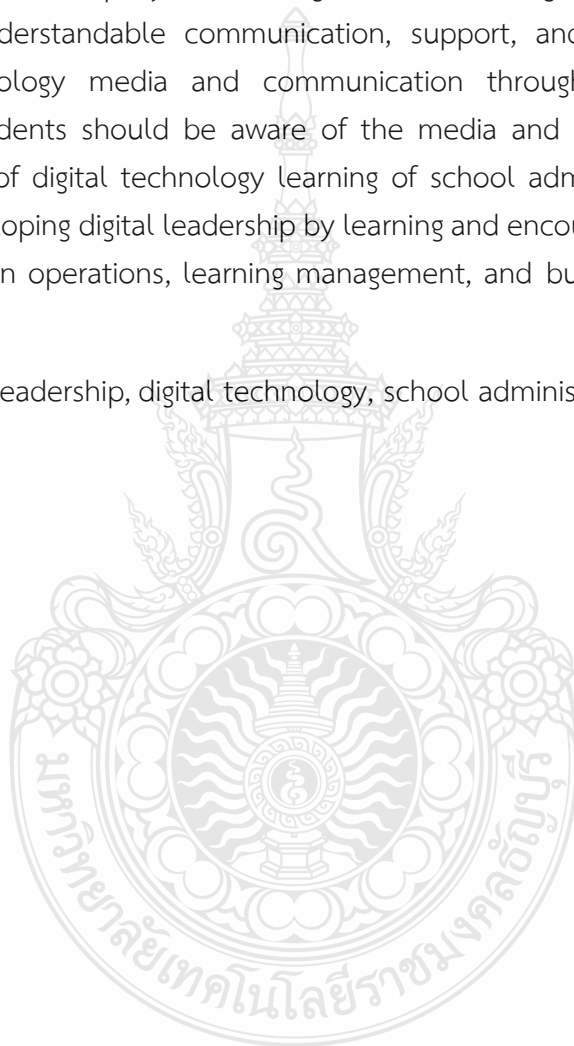 derstandable communication, support, and
ology media and communication through
dents should be aware of the media and
of digital technology learning of school adm
oping digital leadership by learning and encou
n operations, learning management, and bu
eadership, digital technology, school adminis
มหาวิทยาลัยเทคโนโลยีราชมงคลธัญบุรี